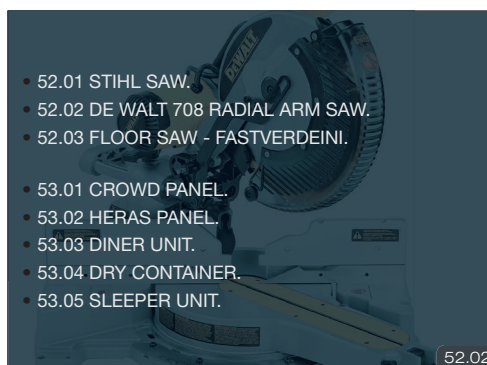 DEWALT
• 52.01 STIHL SAW.
• 52.02 DE WALT 708 RADIAL ARM SAW.
• 52.03 FLOOR SAW - FASTVERDEINI.
• 53.01 CROWD PANEL.
• 53.02 HERAS PANEL.
• 53.03 DINER UNIT.
• 53.04 DRY CONTAINER.
• 53.05 SLEEPER UNIT.
52.02